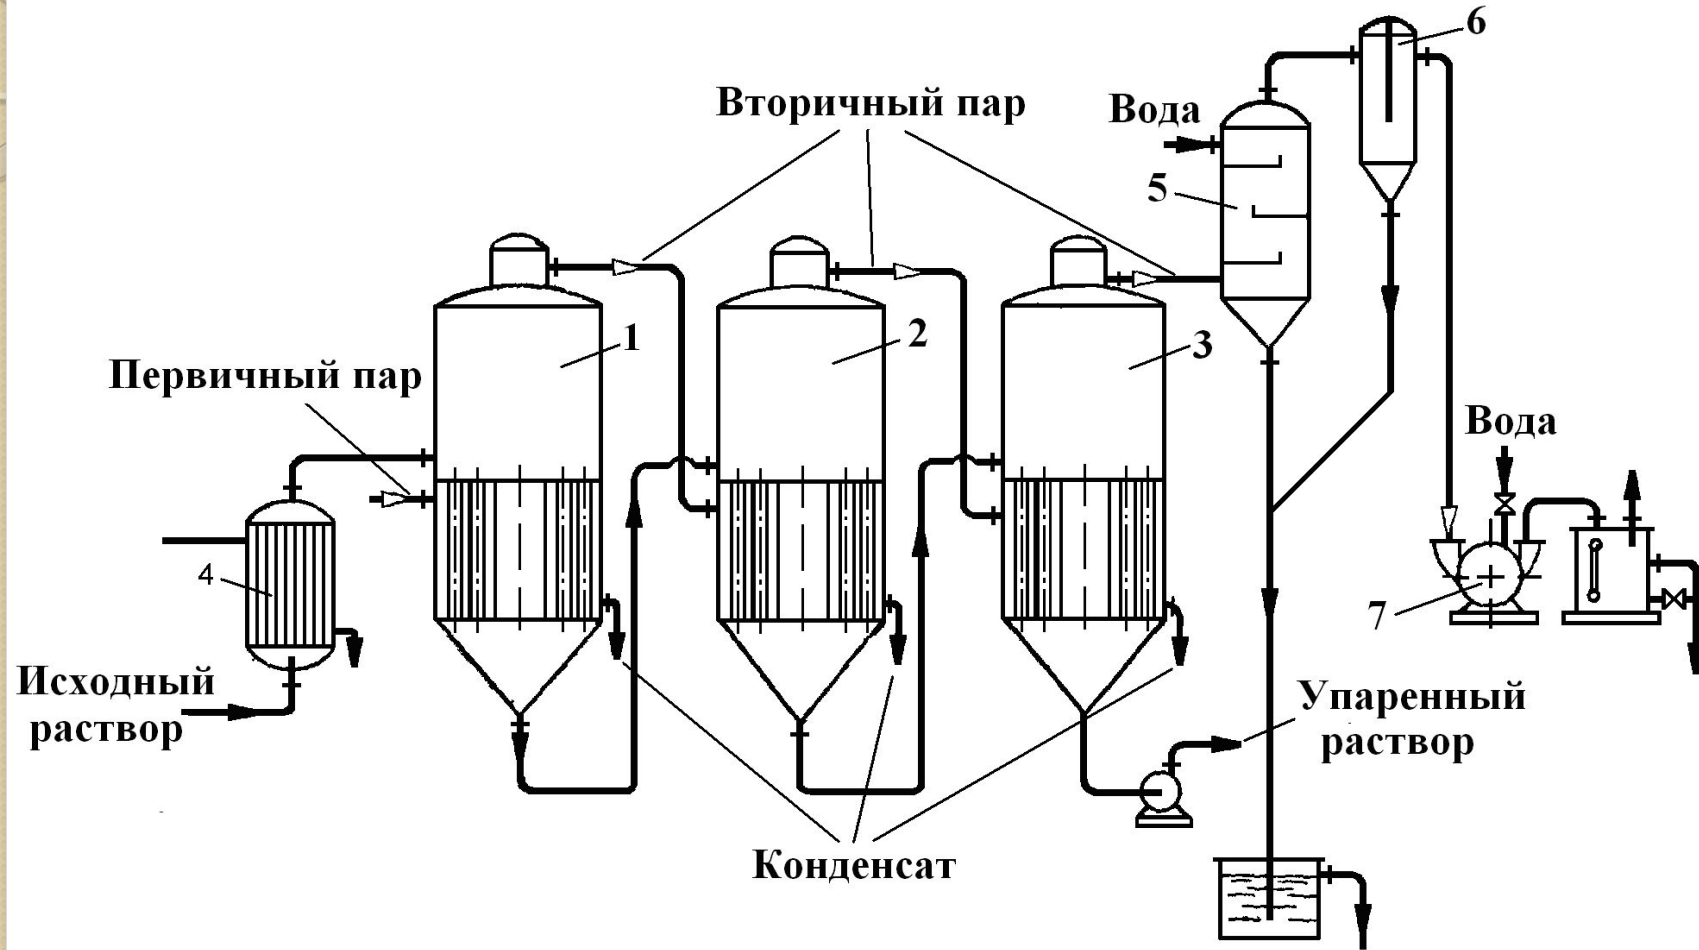 6
Вторичный пар
Вода
5
1
2
3
Первичный пар
Вода
4
7
Исходный
раствор
Упаренный
раствор
Конденсат